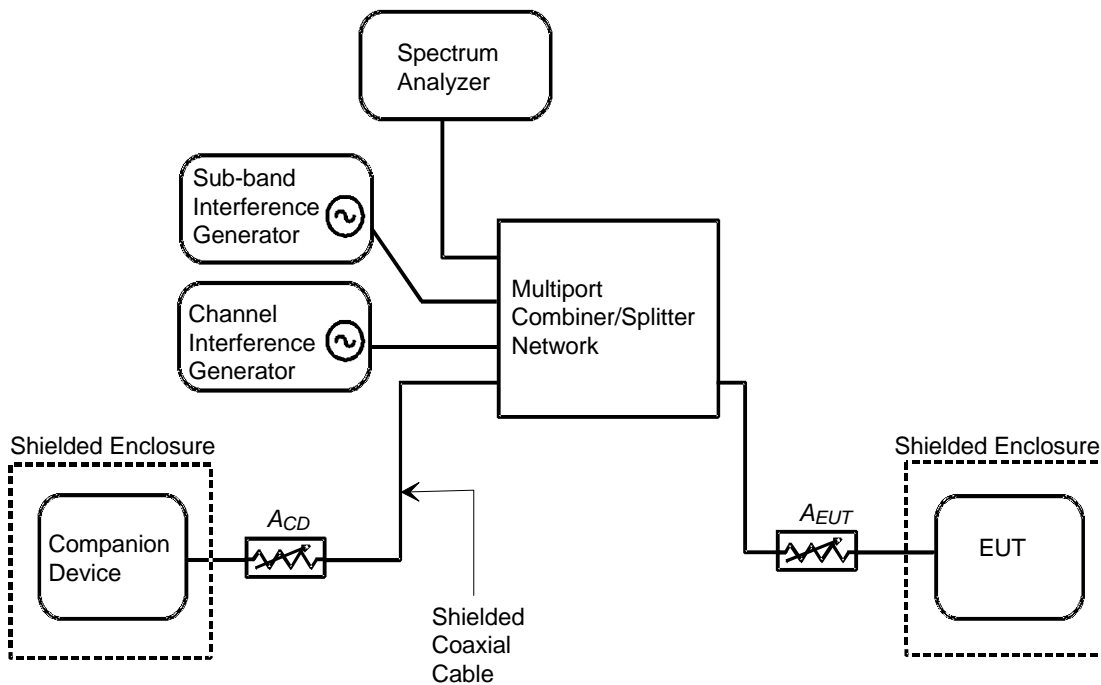 Spectrum
Analyzer
Sub-band
Interference
Generator
Channel
Interference
Generator
Multiport
Combiner/Splitter
Network
Shielded Enclosure
Companion
Device
ACD
Shielded
Coaxial
Cable
Shielded Enclosure
AEUT
EUT